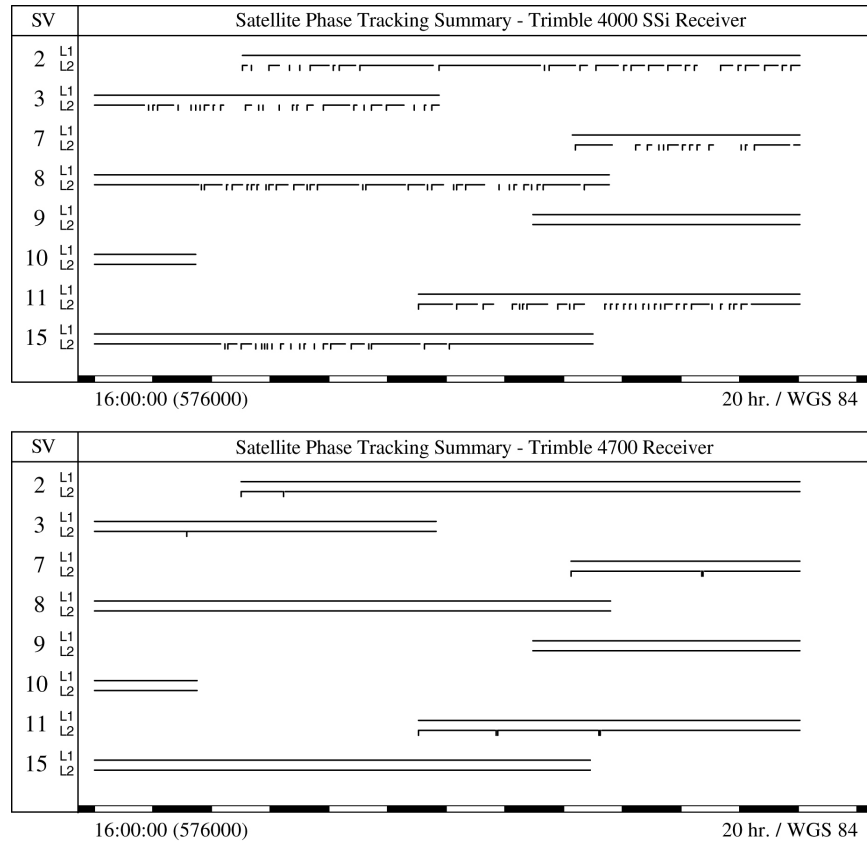 SV Satellite Phase Tracking Summary - Trimble 4000 SSi Receiver
2 L1
L2
3 L1
L2
7 L1
L2
8 L1
L2
9 L1
L2
10 L1
L2
11 L1
L2
15 L1
L2
16:00:00 (576000) 20 hr. / WGS 84
SV Satellite Phase Tracking Summary - Trimble 4700 Receiver
2 L1
L2
3 L1
L2
7 L1
L2
8 L1
L2
9 L1
L2
10 L1
L2
11 L1
L2
15 L1
L2
16:00:00 (576000) 20 hr. / WGS 84